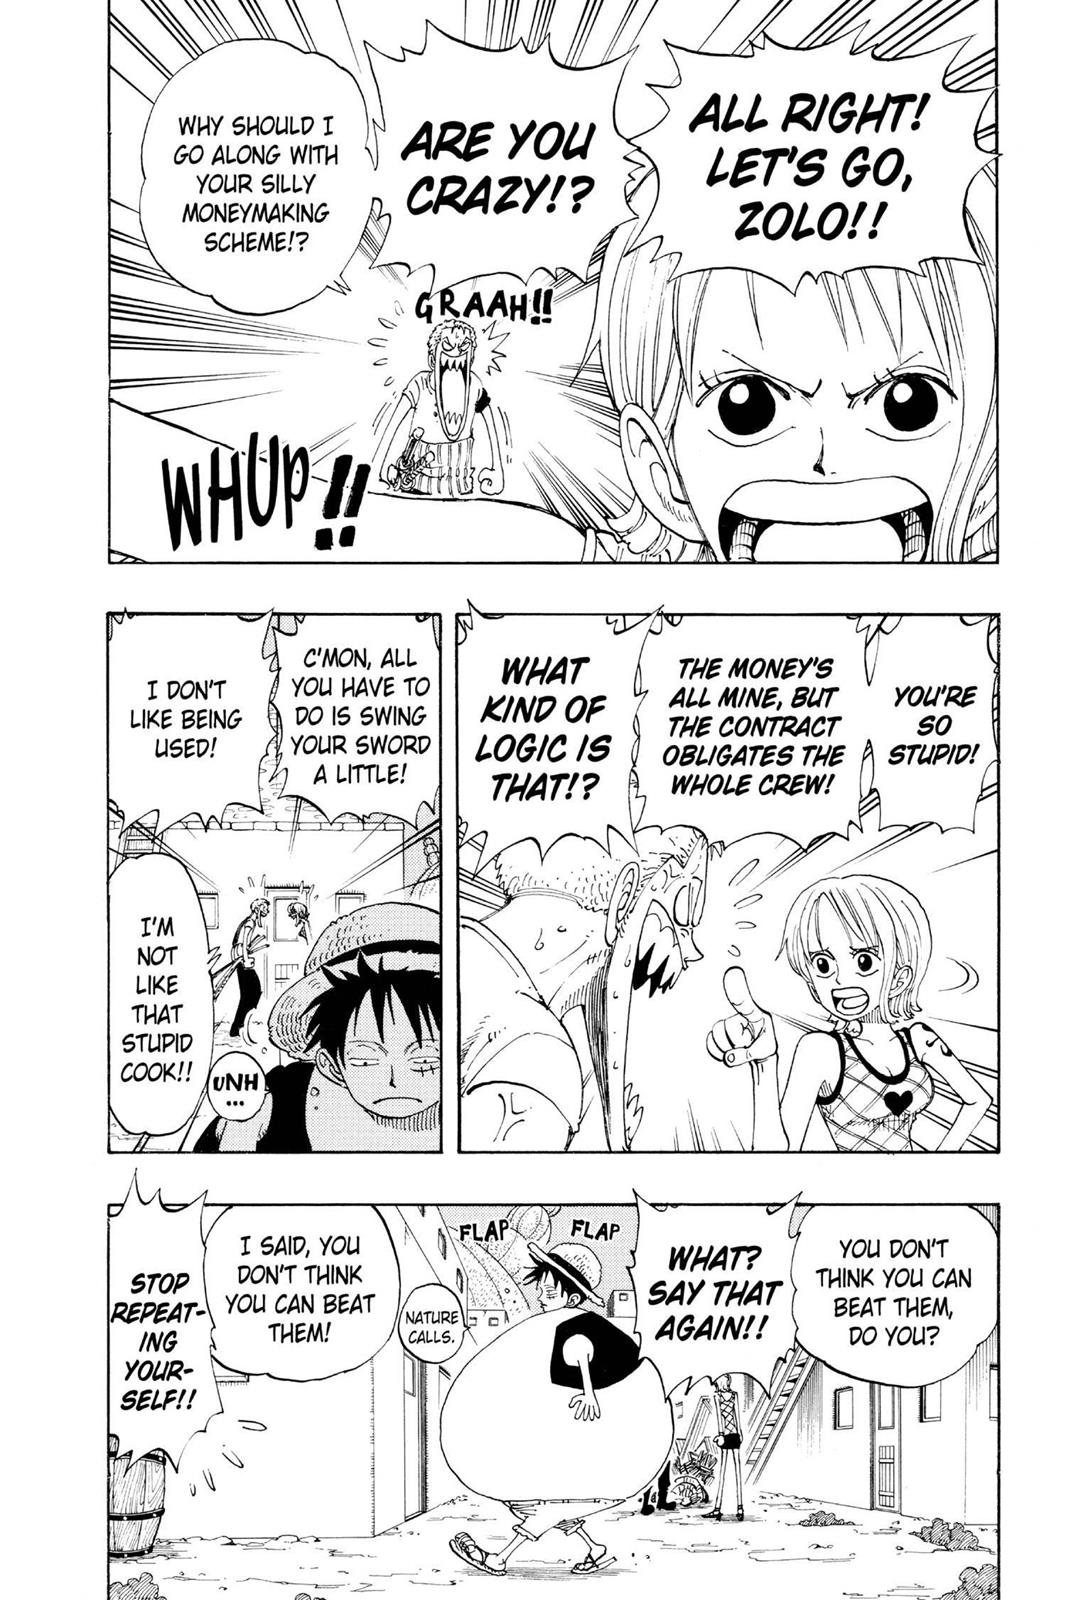 ALL RIGHT!
LET'S GO,
ZOLO!!
ARE YOU
CRAZY!?
WHY SHOULD I
GO ALONG WITH
YOUR SILLY
MONEYMAKING
SCHEME!?
GRAAH!!
WHUP!!
YOU'RE
SO
STUPID!
THE MONEY'S
ALL MINE, BUT
THE CONTRACT
OBLIGATES THE
WHOLE CREW!
WHAT
KIND OF
LOGIC IS
THAT!?
C'MON, ALL
YOU HAVE TO
DO IS SWING
YOUR SWORD
A LITTLE!
I DON'T
LIKE BEING
USED!
I'M
NOT
LIKE
THAT
STUPID
COOK!!
UNH
...
YOU DON'T
THINK YOU CAN
BEAT THEM,
DO YOU?
WHAT?
SAY THAT
AGAIN!!
FLAP
FLAP
NATURE
CALLS.
I SAID, YOU
DON'T THINK
YOU CAN BEAT
THEM!
STOP
REPEAT-
ING
YOUR-
SELF!!